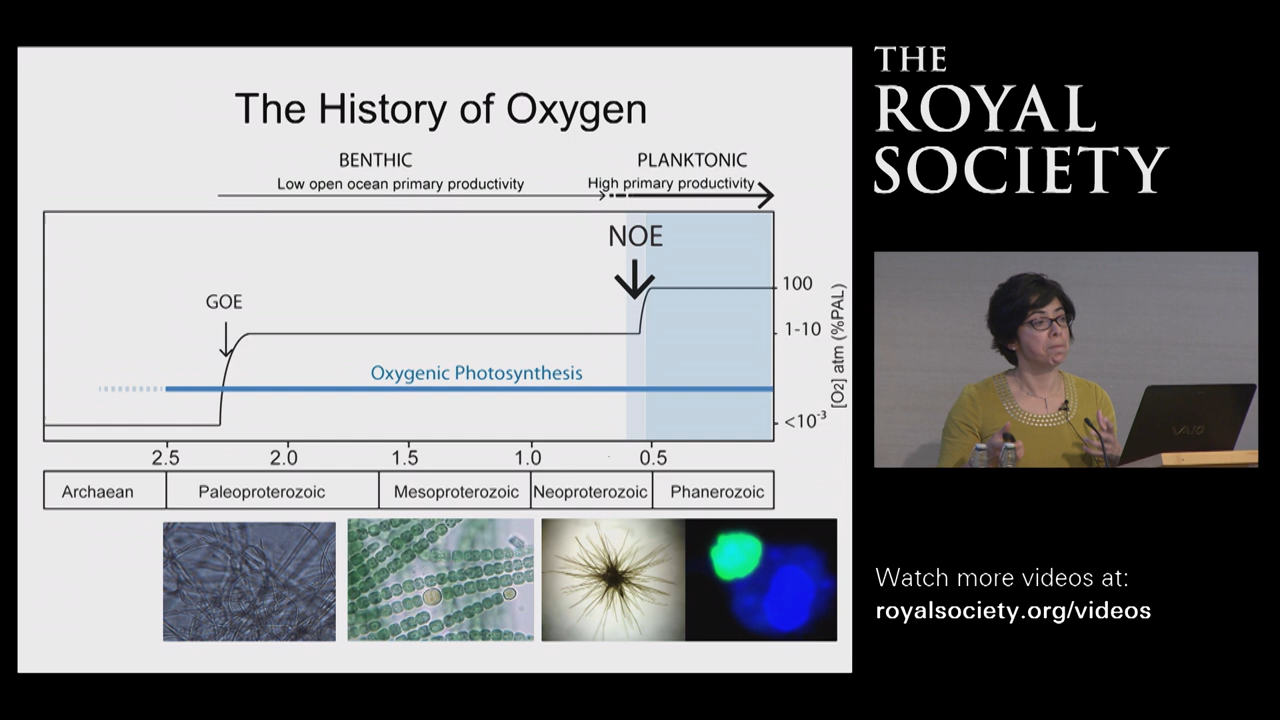 The History of Oxygen
BENTHIC
PLANKTONIC
Low open ocean primary productivity
High primary productivity
NOE
GOE
100
1-10
<10-3
[O2] atm (%PAL)
Oxygenic Photosynthesis
2.5 2.0 1.5 1.0 0.5
Archaean Paleoproterozoic Mesoproterozoic Neoproterozoic Phanerozoic
THE
ROYAL
SOCIETY
VAIO
Watch more videos at:
royalsociety.org/videos